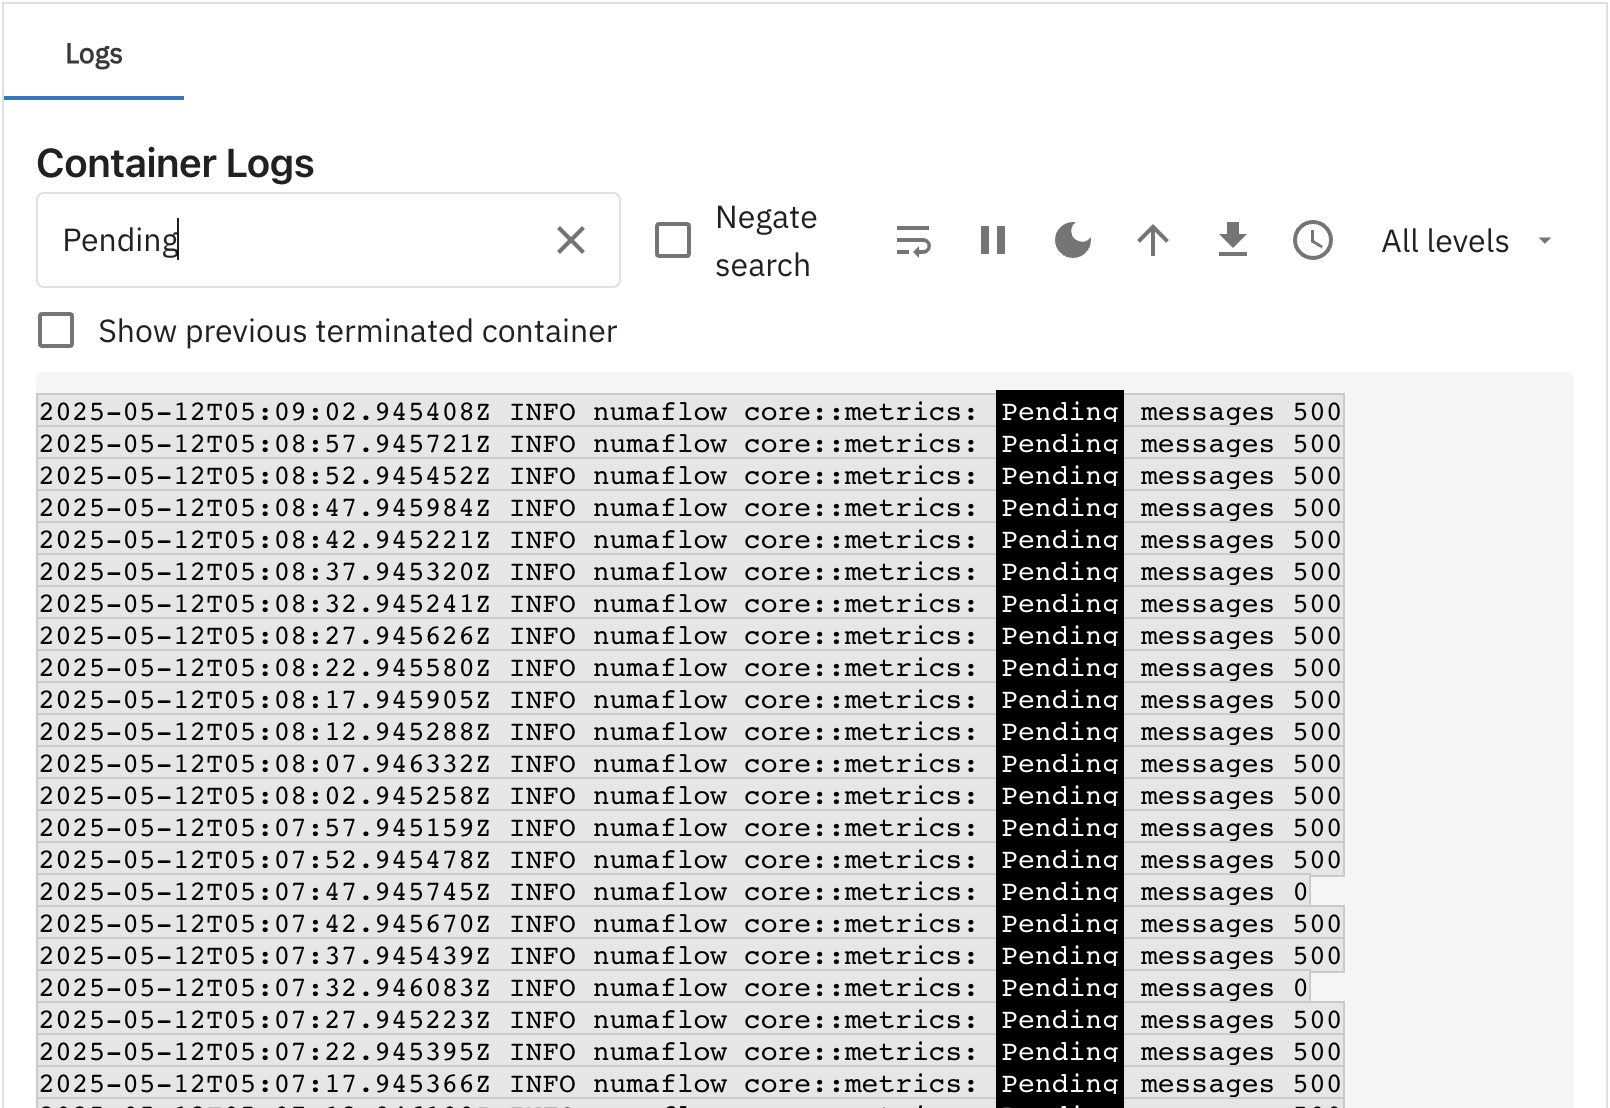 Logs
Container Logs
Pending
Negate
search
All levels
Show previous terminated container
2025-05-12T05:09:02.945408Z INFO numaflow core::metrics: Pending messages 500
2025-05-12T05:08:57.945721Z INFO numaflow core::metrics: Pending messages 500
2025-05-12T05:08:52.945452Z INFO numaflow core::metrics: Pending messages 500
2025-05-12T05:08:47.945984Z INFO numaflow core::metrics: Pending messages 500
2025-05-12T05:08:42.945221Z INFO numaflow core::metrics: Pending messages 500
2025-05-12T05:08:37.945320Z INFO numaflow core::metrics: Pending messages 500
2025-05-12T05:08:32.945241Z INFO numaflow core::metrics: Pending messages 500
2025-05-12T05:08:27.945626Z INFO numaflow core::metrics: Pending messages 500
2025-05-12T05:08:22.945580Z INFO numaflow core::metrics: Pending messages 500
2025-05-12T05:08:17.945905Z INFO numaflow core::metrics: Pending messages 500
2025-05-12T05:08:12.945288Z INFO numaflow core::metrics: Pending messages 500
2025-05-12T05:08:07.946332Z INFO numaflow core::metrics: Pending messages 500
2025-05-12T05:08:02.945258Z INFO numaflow core::metrics: Pending messages 500
2025-05-12T05:07:57.945159Z INFO numaflow core::metrics: Pending messages 500
2025-05-12T05:07:52.945478Z INFO numaflow core::metrics: Pending messages 500
2025-05-12T05:07:47.945745Z INFO numaflow core::metrics: Pending messages 0
2025-05-12T05:07:42.945670Z INFO numaflow core::metrics: Pending messages 500
2025-05-12T05:07:37.945439Z INFO numaflow core::metrics: Pending messages 500
2025-05-12T05:07:32.946083Z INFO numaflow core::metrics: Pending messages 0
2025-05-12T05:07:27.945223Z INFO numaflow core::metrics: Pending messages 500
2025-05-12T05:07:22.945395Z INFO numaflow core::metrics: Pending messages 500
2025-05-12T05:07:17.945366Z INFO numaflow core::metrics: Pending messages 500